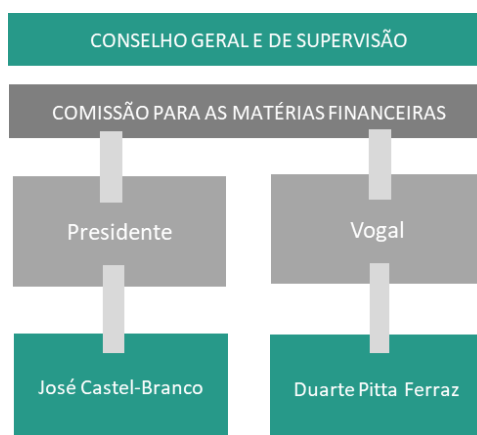 CONSELHO GERAL E DE SUPERVISÃO
COMISSÃO PARA AS MATÉRIAS FINANCEIRAS
Presidente
Vogal
José Castel-Branco
Duarte Pitta Ferraz